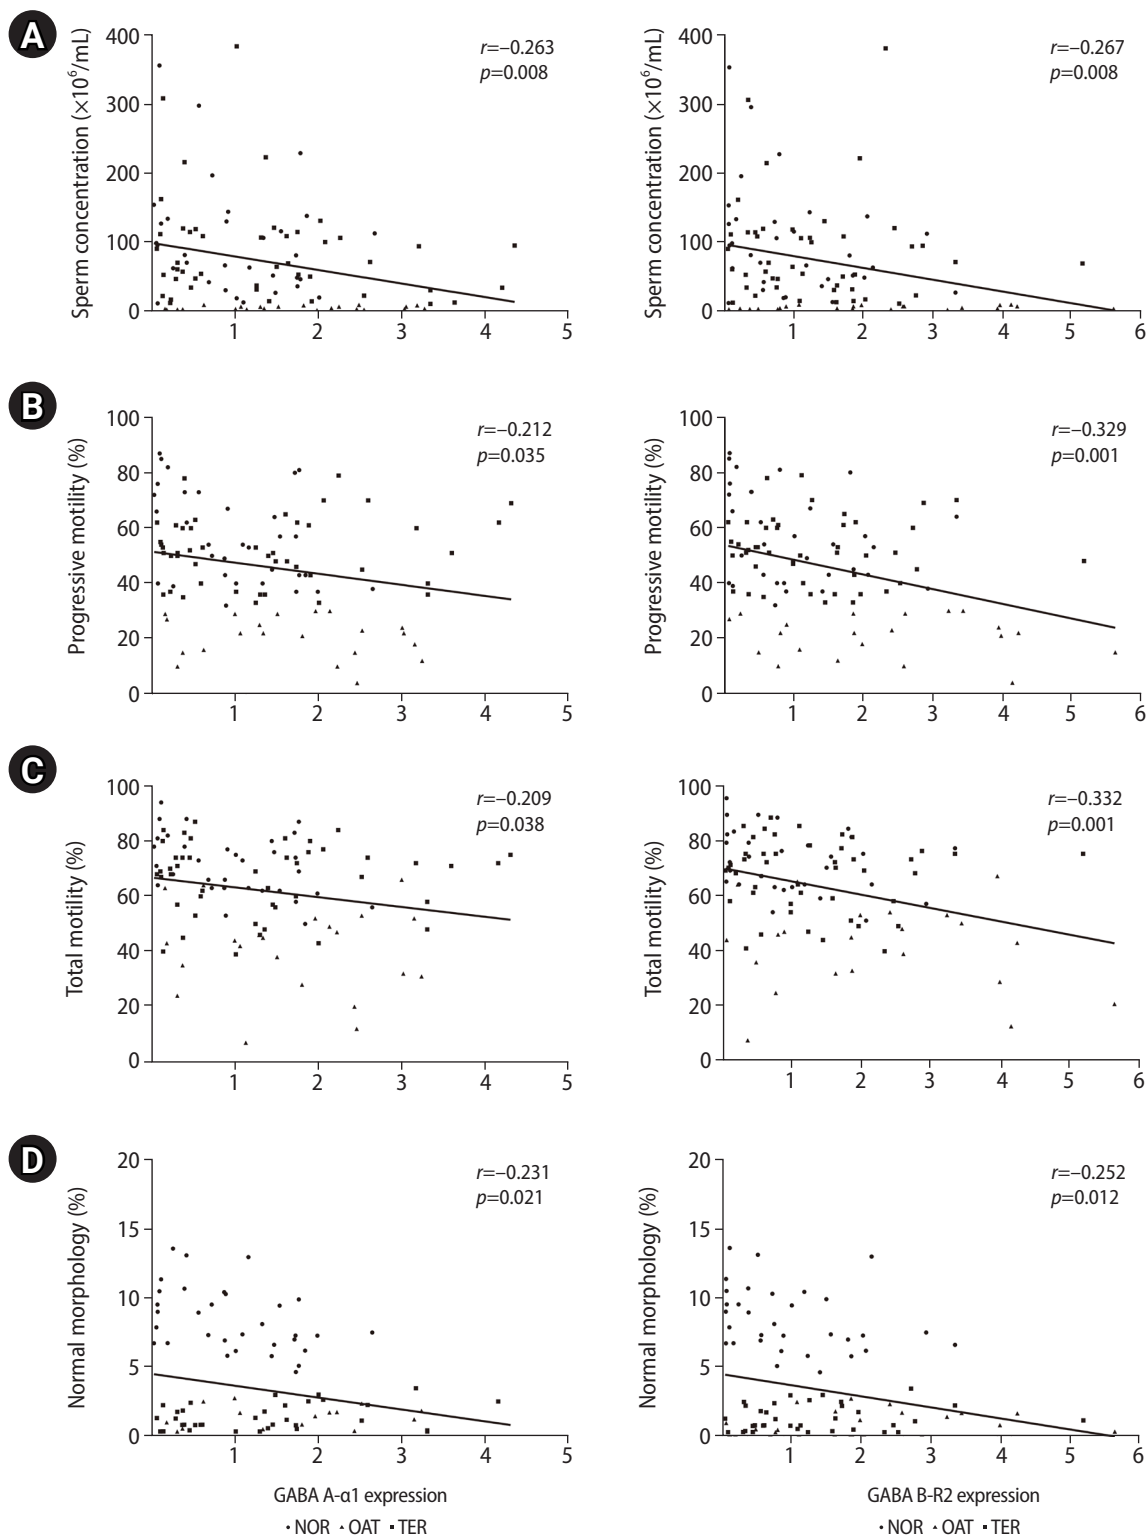 A
Sperm concentration (×10⁶/mL)
400
300
200
100
0
1 2 3 4 5
r=–0.263
p=0.008
Sperm concentration (×10⁶/mL)
400
300
200
100
0
1 2 3 4 5 6
r=–0.267
p=0.008
B
Progressive motility (%)
100
80
60
40
20
0
1 2 3 4 5
r=–0.212
p=0.035
Progressive motility (%)
100
80
60
40
20
0
1 2 3 4 5 6
r=–0.329
p=0.001
C
Total motility (%)
100
80
60
40
20
0
1 2 3 4 5
r=–0.209
p=0.038
Total motility (%)
100
80
60
40
20
0
1 2 3 4 5 6
r=–0.332
p=0.001
D
Normal morphology (%)
20
15
10
5
0
1 2 3 4 5
r=–0.231
p=0.021
GABA A-α1 expression
• NOR ▲ OAT ■ TER
Normal morphology (%)
20
15
10
5
0
1 2 3 4 5 6
r=–0.252
p=0.012
GABA B-R2 expression
• NOR ▲ OAT ■ TER